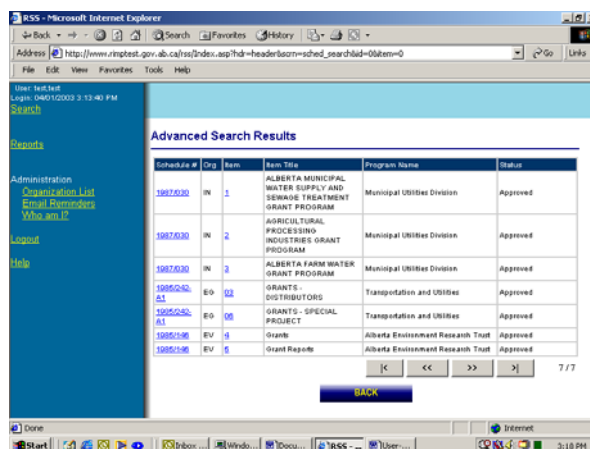 RSS - Microsoft Internet Explorer
Back Search Favorites History
Address http://www.rimptest.gov.ab.ca/rss/Index.asp?hdr=header&scrn=sched_search&id=0&item=0 Go Links
File Edit View Favorites Tools Help
User: test,test
Login: 04/01/2003 3:13:40 PM
Search
Reports
Administration
Organization List
Email Reminders
Who am I?
Logout
Help
Advanced Search Results
Schedule # Org Item Item Title Program Name Status
1987/030 IN 1 ALBERTA MUNICIPAL WATER SUPPLY AND SEWAGE TREATMENT GRANT PROGRAM Municipal Utilities Division Approved
1987/030 IN 2 AGRICULTURAL PROCESSING INDUSTRIES GRANT PROGRAM Municipal Utilities Division Approved
1987/030 IN 3 ALBERTA FARM WATER GRANT PROGRAM Municipal Utilities Division Approved
1985/242-A1 EG 03 GRANTS - DISTRIBUTORS Transportation and Utilities Approved
1985/242-A1 EG 06 GRANTS - SPECIAL PROJECT Transportation and Utilities Approved
1985/146 EV 4 Grants Alberta Environment Research Trust Approved
1985/146 EV 5 Grant Reports Alberta Environment Research Trust Approved
|< << >> >| 7/7
BACK
Done Internet
Start Inbox ... Windo... Docu... RSS - ... User-... 3:18 PM